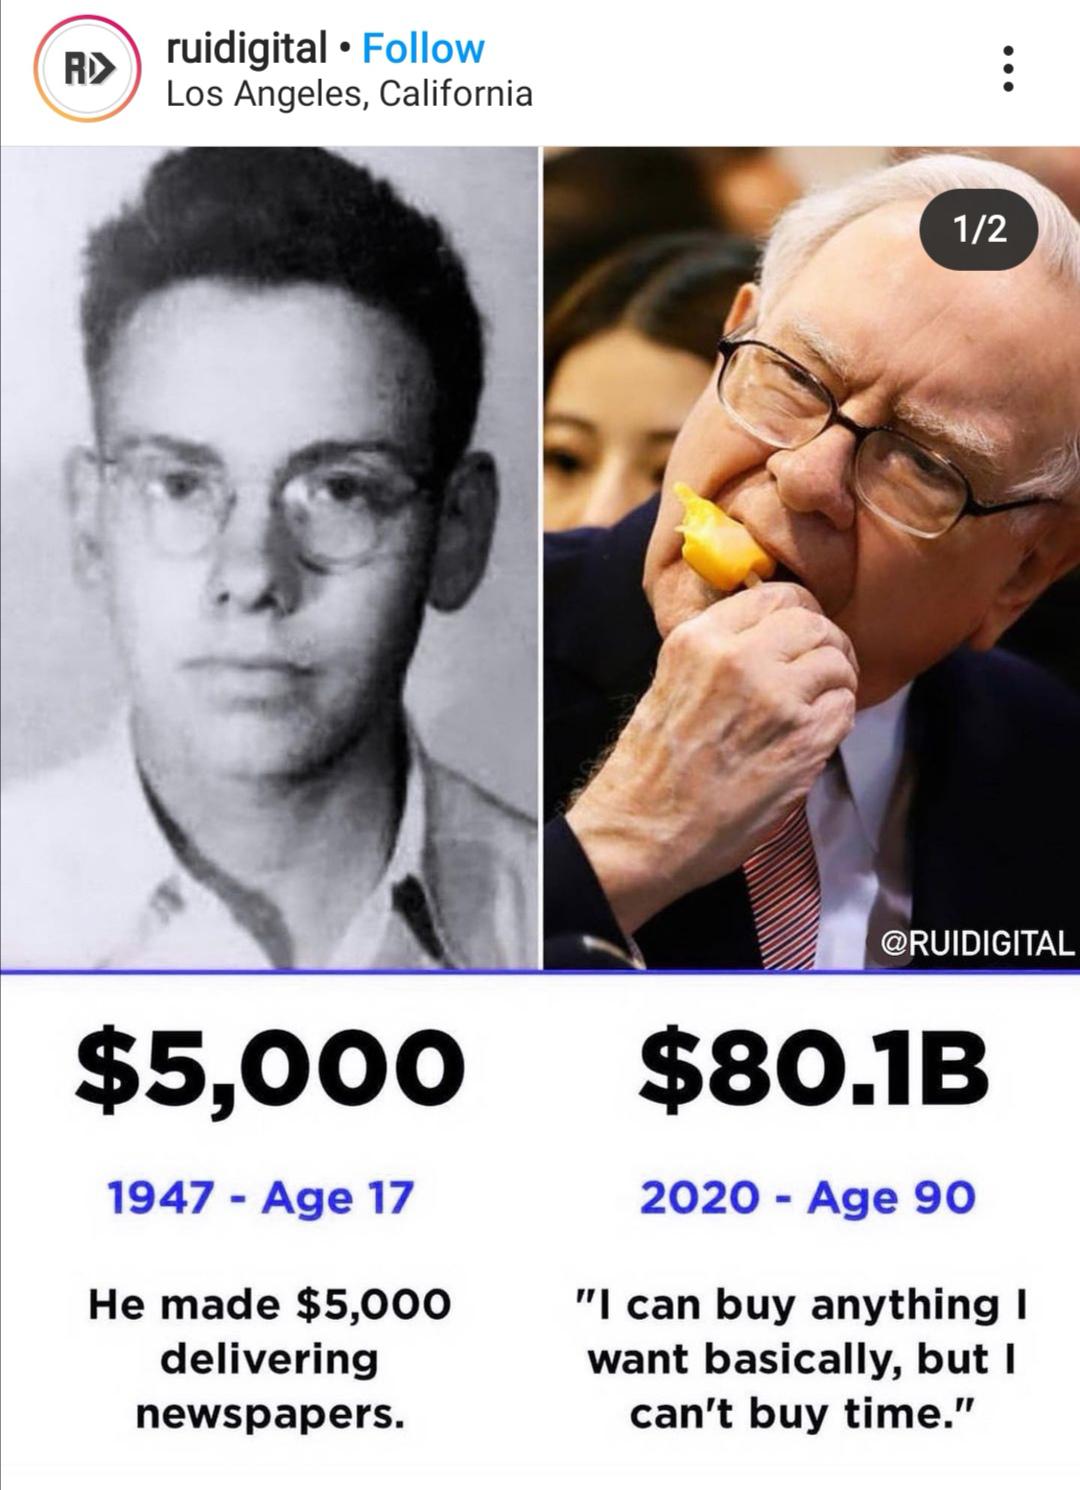 ruidigital • Follow
Los Angeles, California
1/2
@RUIDIGITAL
$5,000
1947 - Age 17
He made $5,000
delivering
newspapers.
$80.1B
2020 - Age 90
"I can buy anything I
want basically, but I
can't buy time."